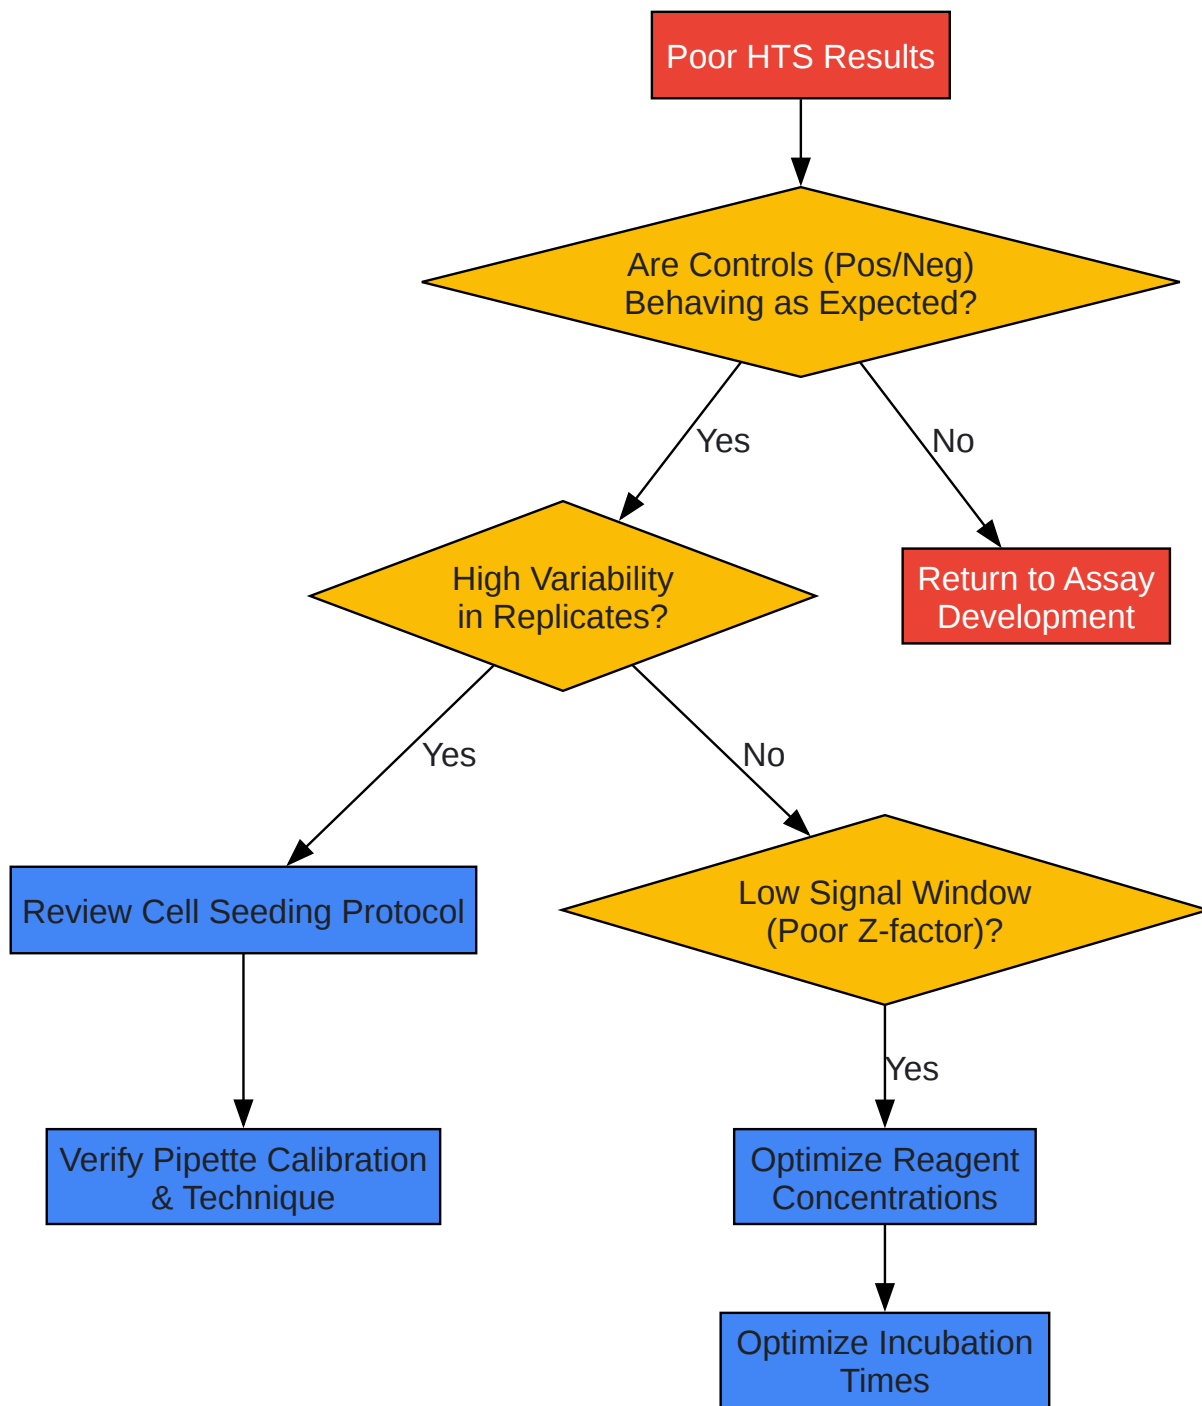 Poor HTS Results
Are Controls (Pos/Neg)
Behaving as Expected?
Yes
No
High Variability
in Replicates?
Return to Assay
Development
Yes
No
Review Cell Seeding Protocol
Low Signal Window
(Poor Z-factor)?
Yes
Verify Pipette Calibration
& Technique
Optimize Reagent
Concentrations
Optimize Incubation
Times